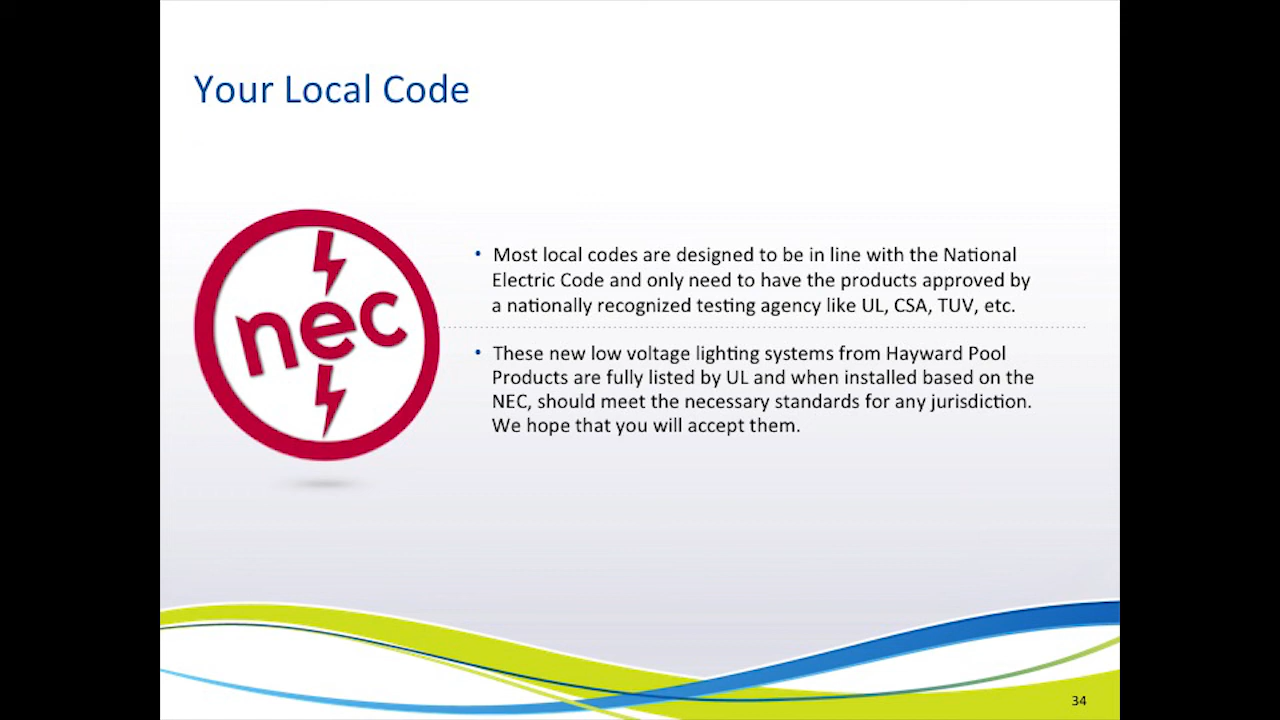 Your Local Code
nec
• Most local codes are designed to be in line with the National
Electric Code and only need to have the products approved by
a nationally recognized testing agency like UL, CSA, TUV, etc.
• These new low voltage lighting systems from Hayward Pool
Products are fully listed by UL and when installed based on the
NEC, should meet the necessary standards for any jurisdiction.
We hope that you will accept them.
34